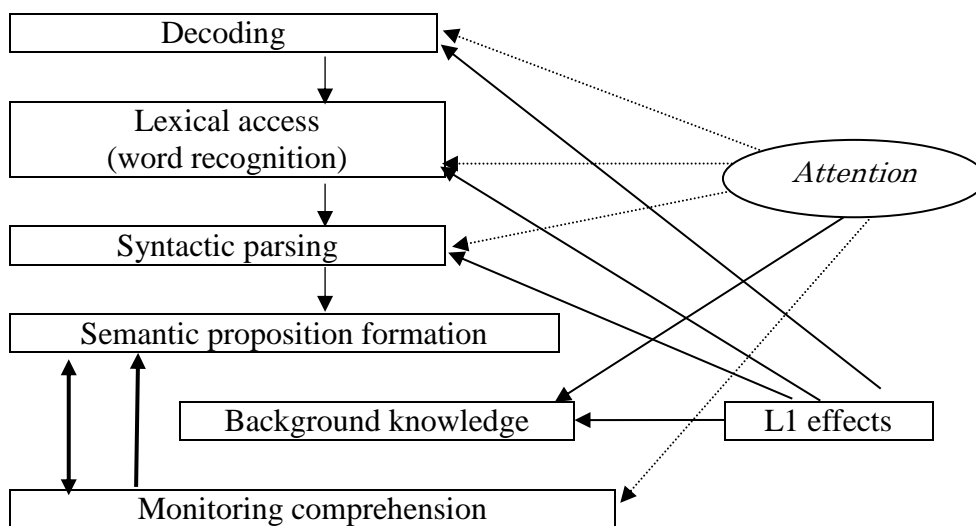 Decoding
Lexical access
(word recognition)
Attention
Syntactic parsing
Semantic proposition formation
Background knowledge
L1 effects
Monitoring comprehension